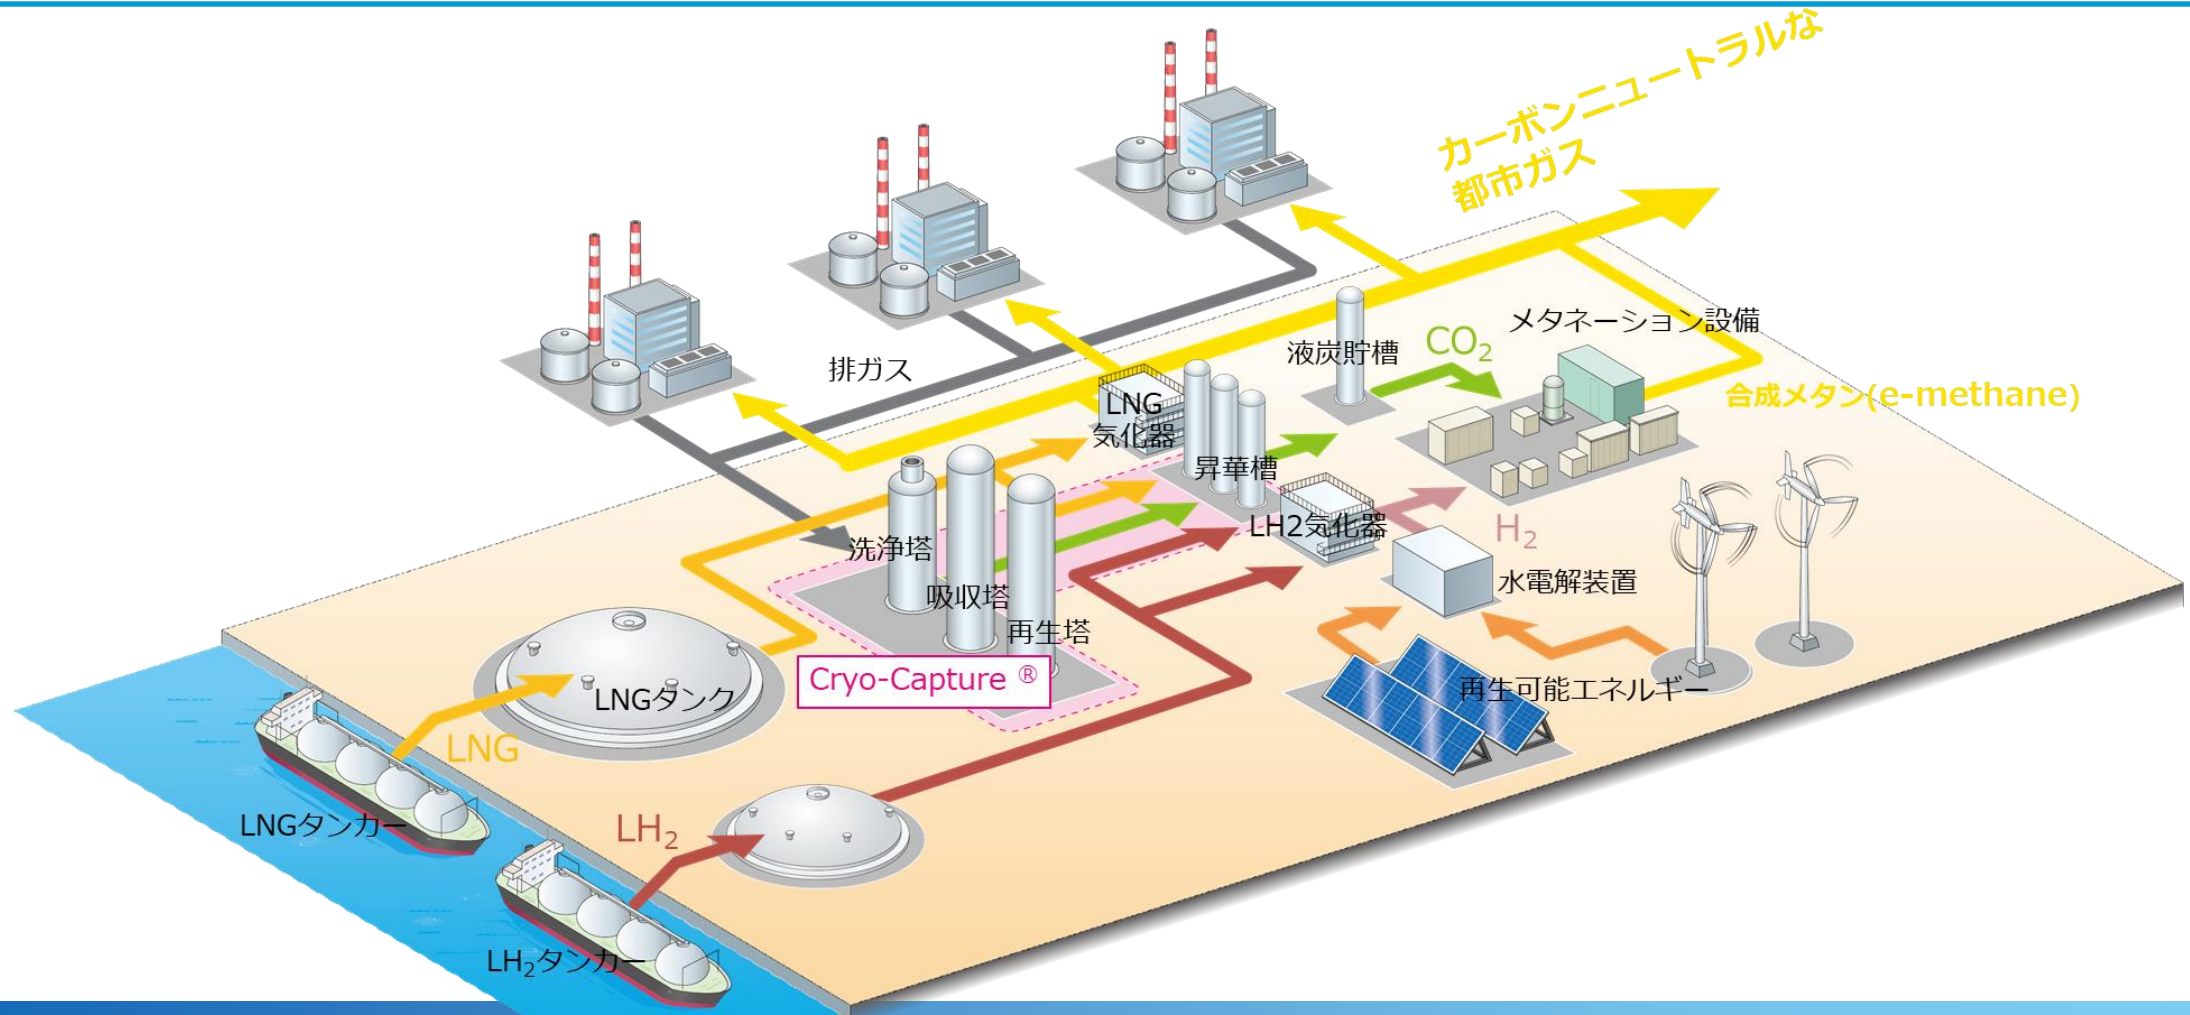 カーボンニュートラルな
都市ガス
排ガス
液炭貯槽
CO₂
メタネーション設備
合成メタン(e-methane)
LNG
気化器
昇華槽
LH2気化器
H₂
水電解装置
洗浄塔
吸収塔
再生塔
Cryo-Capture ®
再生可能エネルギー
LNGタンク
LNG
LNGタンカー
LH₂
LH₂タンカー